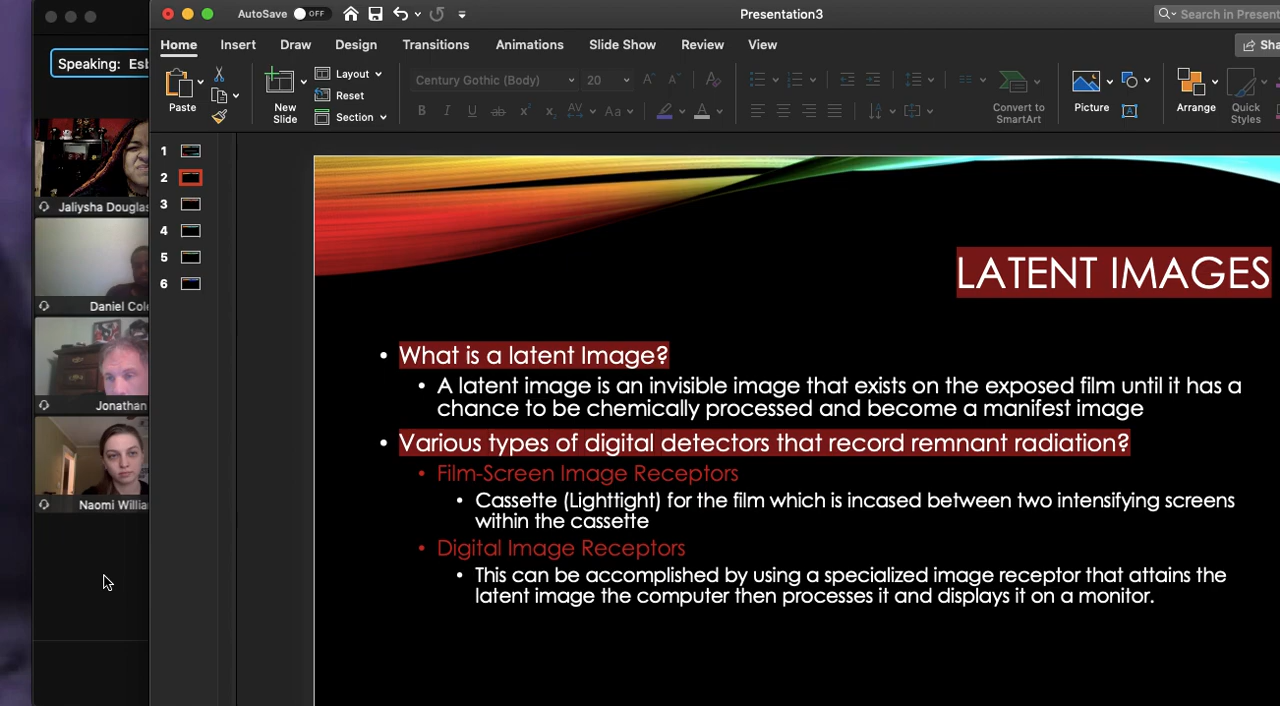 AutoSave OFF
Presentation3
Search in Present
Home Insert Draw Design Transitions Animations Slide Show Review View
Share
Speaking: Esb
Paste
New
Slide
Layout
Reset
Section
Century Gothic (Body) 20
Convert to
SmartArt
Picture
Arrange
Quick
Styles
1
2
3
4
5
6
Jaliysha Douglas
Daniel Cole
Jonathan
Naomi Willia
LATENT IMAGES
• What is a latent Image?
• A latent image is an invisible image that exists on the exposed film until it has a
chance to be chemically processed and become a manifest image
• Various types of digital detectors that record remnant radiation?
• Film-Screen Image Receptors
• Cassette (Lighttight) for the film which is incased between two intensifying screens
within the cassette
• Digital Image Receptors
• This can be accomplished by using a specialized image receptor that attains the
latent image the computer then processes it and displays it on a monitor.